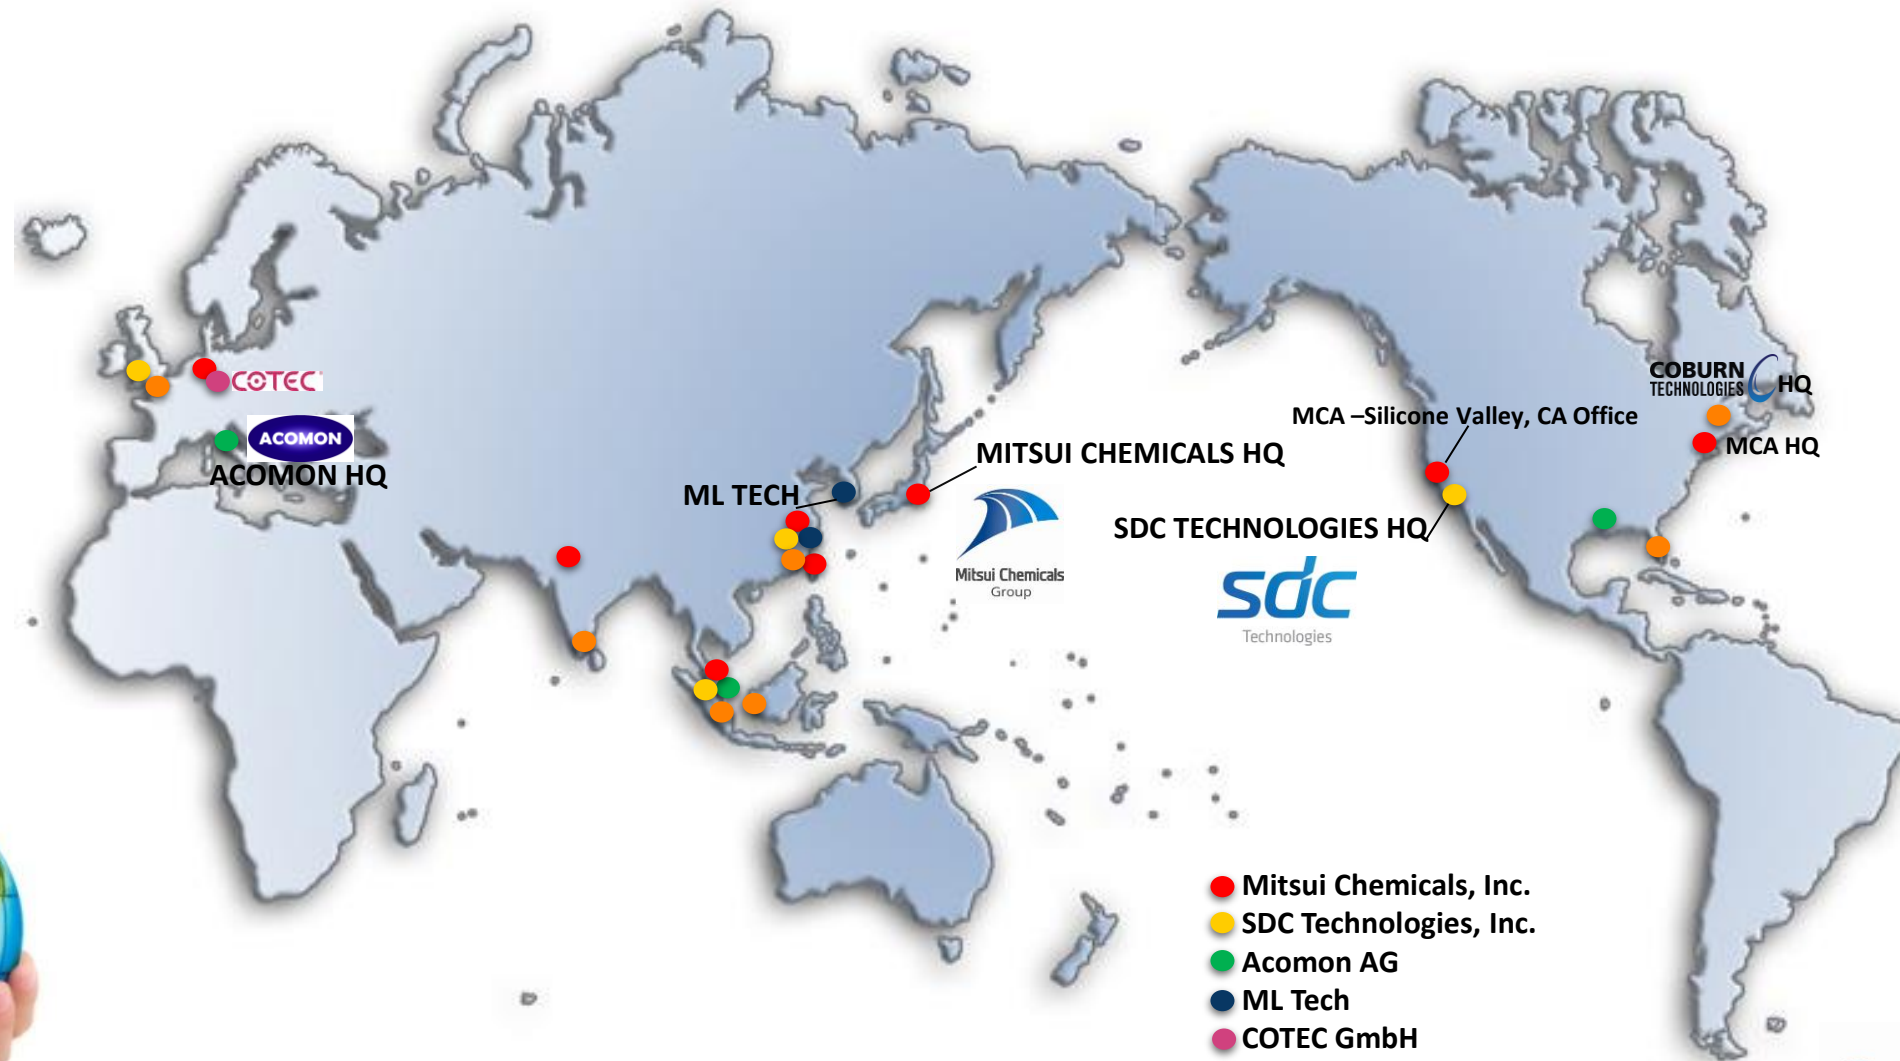 COBURN
TECHNOLOGIES
HQ
COTEC
MCA –Silicone Valley, CA Office
ACOMON
MCA HQ
MITSUI CHEMICALS HQ
ACOMON HQ
ML TECH
SDC TECHNOLOGIES HQ
Mitsui Chemicals
Group
sdc
Technologies
Mitsui Chemicals, Inc.
SDC Technologies, Inc.
Acomon AG
ML Tech
COTEC GmbH